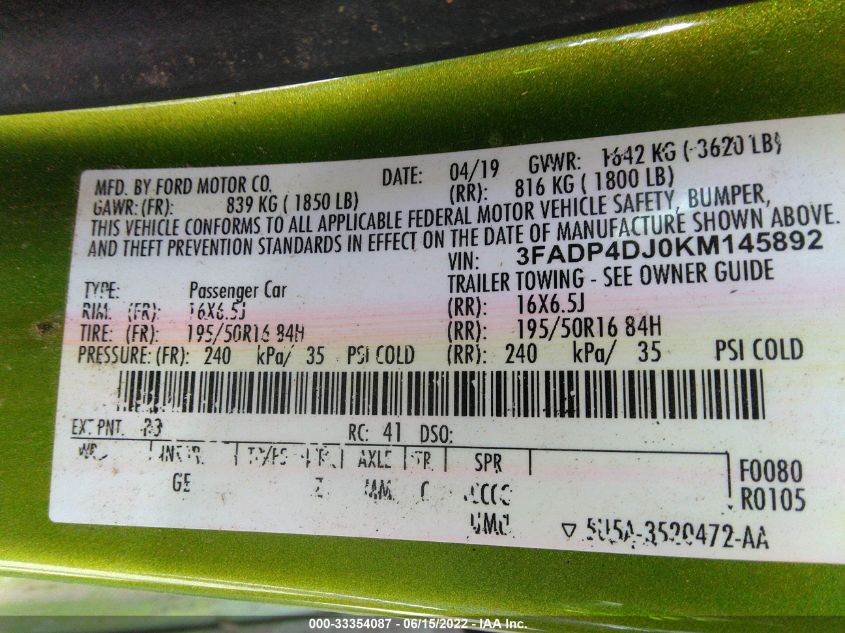 MFD. BY FORD MOTOR CO. DATE: 04/19 GVWR: 1642 KG ( 3620 LB)
GAWR: (FR): 839 KG ( 1850 LB) (RR): 816 KG ( 1800 LB)
THIS VEHICLE CONFORMS TO ALL APPLICABLE FEDERAL MOTOR VEHICLE SAFETY, BUMPER,
AND THEFT PREVENTION STANDARDS IN EFFECT ON THE DATE OF MANUFACTURE SHOWN ABOVE.
VIN: 3FADP4DJ0KM145892
TYPE: Passenger Car TRAILER TOWING - SEE OWNER GUIDE
RIM: (FR): 16X6.5J (RR): 16X6.5J
TIRE: (FR): 195/50R16 84H (RR): 195/50R16 84H
PRESSURE: (FR): 240 kPa/ 35 PSI COLD (RR): 240 kPa/ 35 PSI COLD
EXT PNT: RC: 41 DSO:
AXLE TR SPR F0080
GE R0105
000-33354087 - 06/15/2022 - IAA Inc.